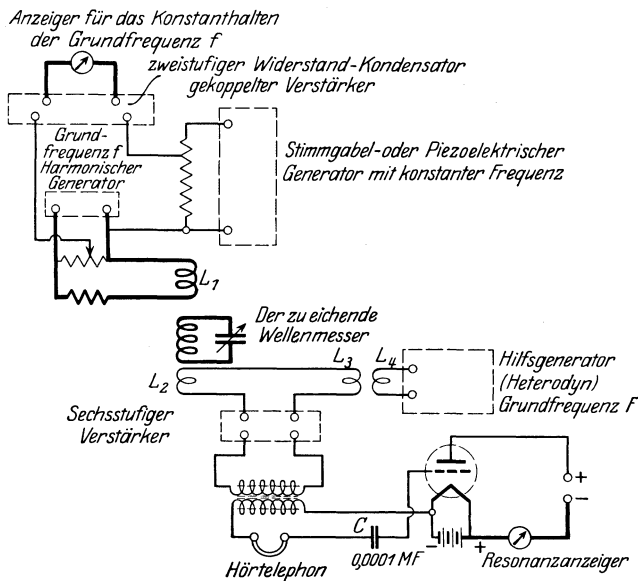 Anzeiger für das Konstanthalten
der Grundfrequenz f
zweistufiger Widerstand-Kondensator
gekoppelter Verstärker
Grund-
frequenz f
Harmonischer
Generator
Stimmgabel-oder Piezoelektrischer
Generator mit konstanter Frequenz
L1
Der zu eichende
Wellenmesser
L2
L3
L4
Hilfsgenerator
(Heterodyn)
Grundfrequenz F
Sechsstufiger
Verstärker
+
−
C
0,0001 MF
− +
Resonanzanzeiger
Hörtelephon